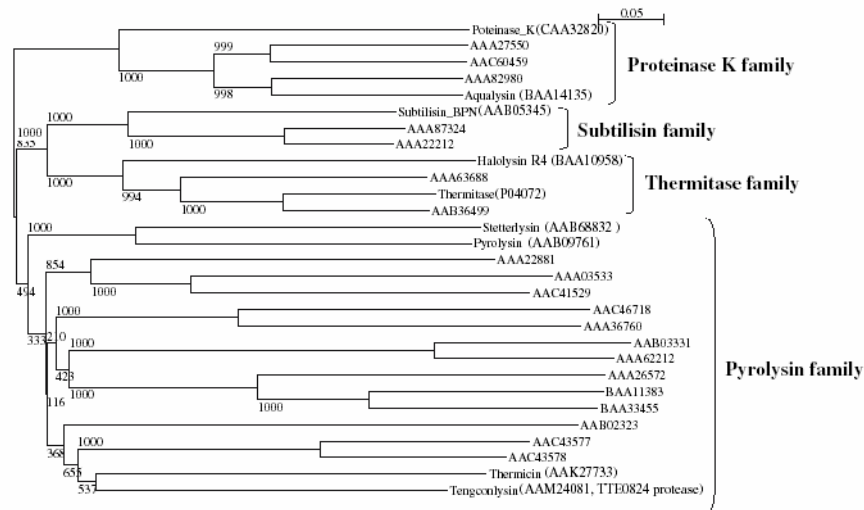 0.05
Poteinase_K(CAA32820)
999
AAA27550
AAC60459
1000
AAA82980
998
Aqualysin (BAA14135)
Proteinase K family
1000
Subtilisin_BPN(AAB05345)
AAA87324
1000
AAA22212
Subtilisin family
1000
835
Halolysin R4 (BAA10958)
1000
AAA63688
994
Thermitase(P04072)
1000
AAB36499
Thermitase family
1000
Stetterlysin (AAB68832 )
Pyrolysin (AAB09761)
854
AAA22881
AAA03533
494
1000
AAC41529
1000
AAC46718
AAA36760
333
210
1000
AAB03331
AAA62212
423
AAA26572
1000
BAA11383
116
1000
BAA33455
Pyrolysin family
AAB02323
1000
AAC43577
368
AAC43578
655
Thermicin (AAK27733)
537
Tengconlysin(AAM24081, TTE0824 protease)